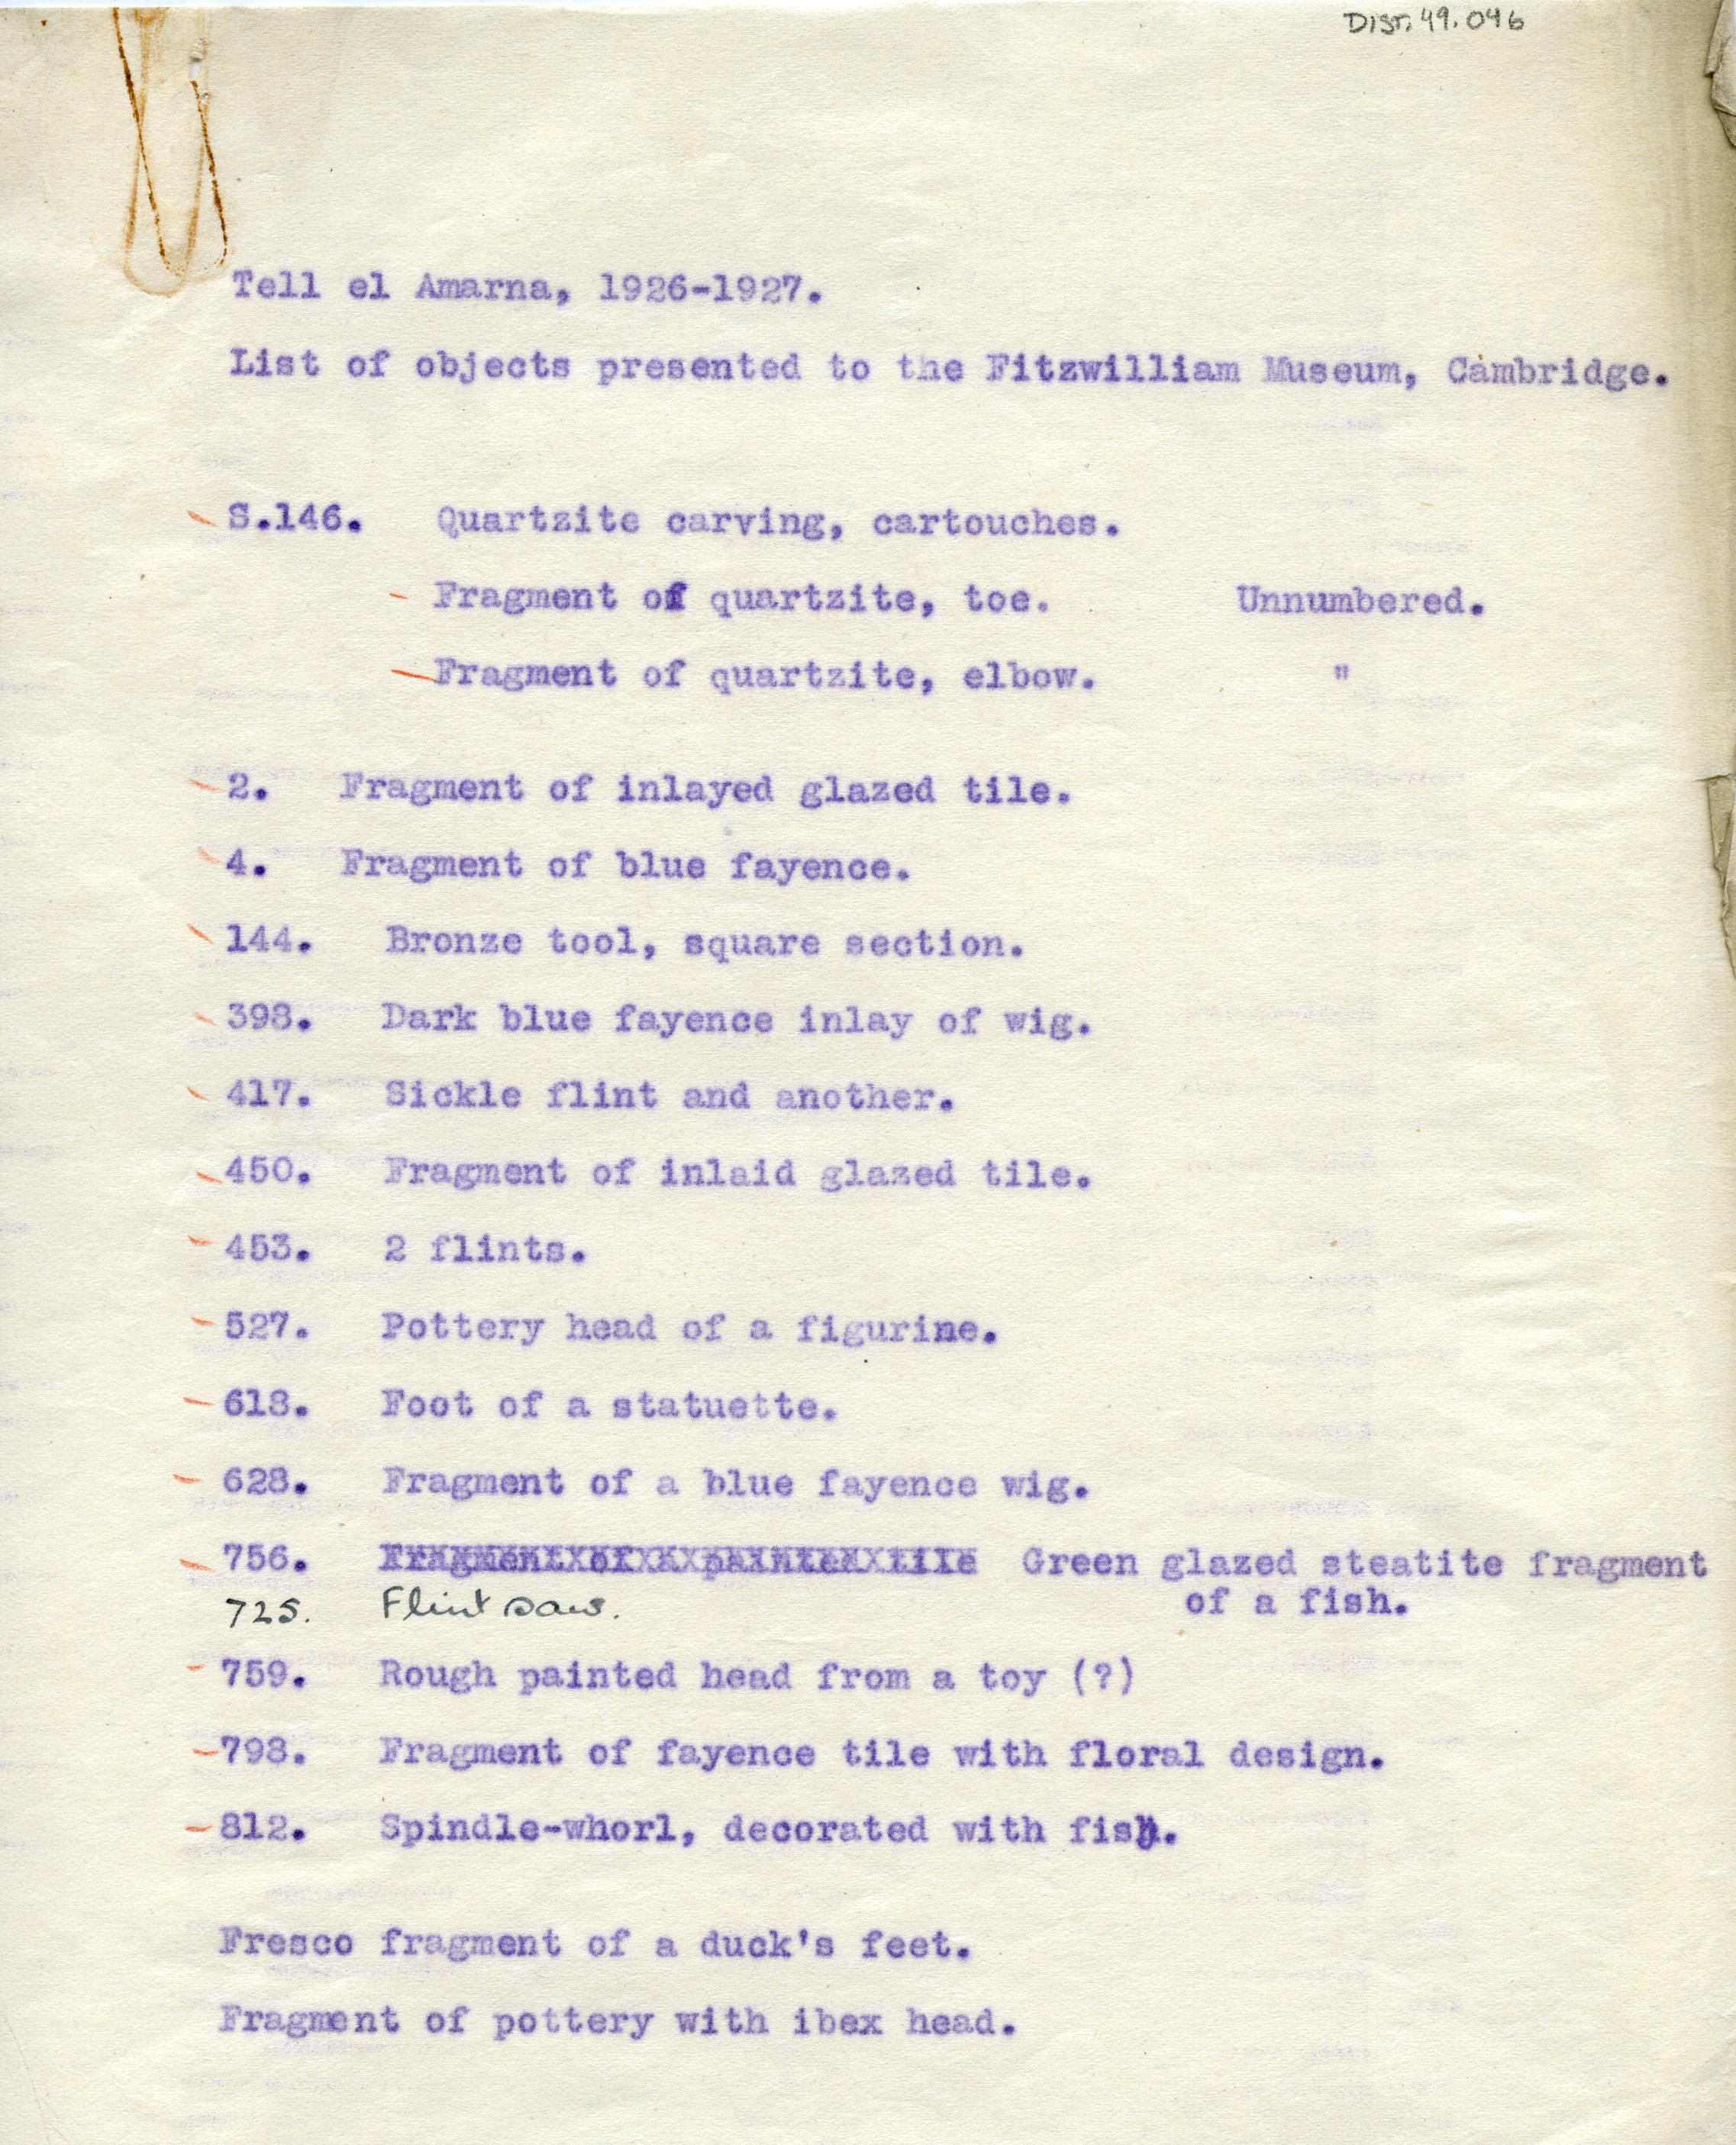 DIST.49.046
Tell el Amarna, 1926-1927.
List of objects presented to the Fitzwilliam Museum, Cambridge.
S.146. Quartzite carving, cartouches.
Fragment of quartzite, toe. Unnumbered.
Fragment of quartzite, elbow. "
2. Fragment of inlayed glazed tile.
4. Fragment of blue fayence.
144. Bronze tool, square section.
398. Dark blue fayence inlay of wig.
417. Sickle flint and another.
450. Fragment of inlaid glazed tile.
453. 2 flints.
527. Pottery head of a figurine.
618. Foot of a statuette.
628. Fragment of a blue fayence wig.
756. Fragment of a painted tile Green glazed steatite fragment
725. Flint saw. of a fish.
759. Rough painted head from a toy (?)
798. Fragment of fayence tile with floral design.
812. Spindle-whorl, decorated with fish.
Fresco fragment of a duck's feet.
Fragment of pottery with ibex head.